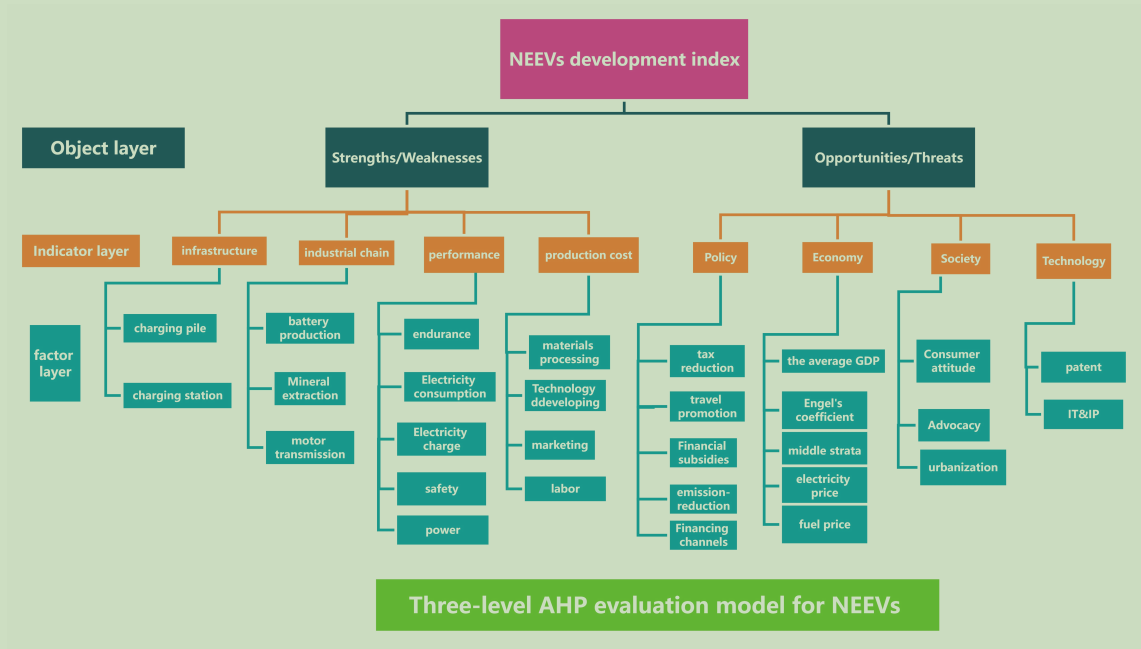 NEEVs development index
Object layer
Strengths/Weaknesses
Opportunities/Threats
Indicator layer
infrastructure
industrial chain
performance
production cost
Policy
Economy
Society
Technology
factor
layer
charging pile
charging station
battery
production
Mineral
extraction
motor
transmission
endurance
Electricity
consumption
Electricity
charge
safety
power
materials
processing
Technology
ddeveloping
marketing
labor
tax
reduction
travel
promotion
Financial
subsidies
emission-
reduction
Financing
channels
the average GDP
Engel's
coefficient
middle strata
electricity
price
fuel price
Consumer
attitude
Advocacy
urbanization
patent
IT&IP
Three-level AHP evaluation model for NEEVs